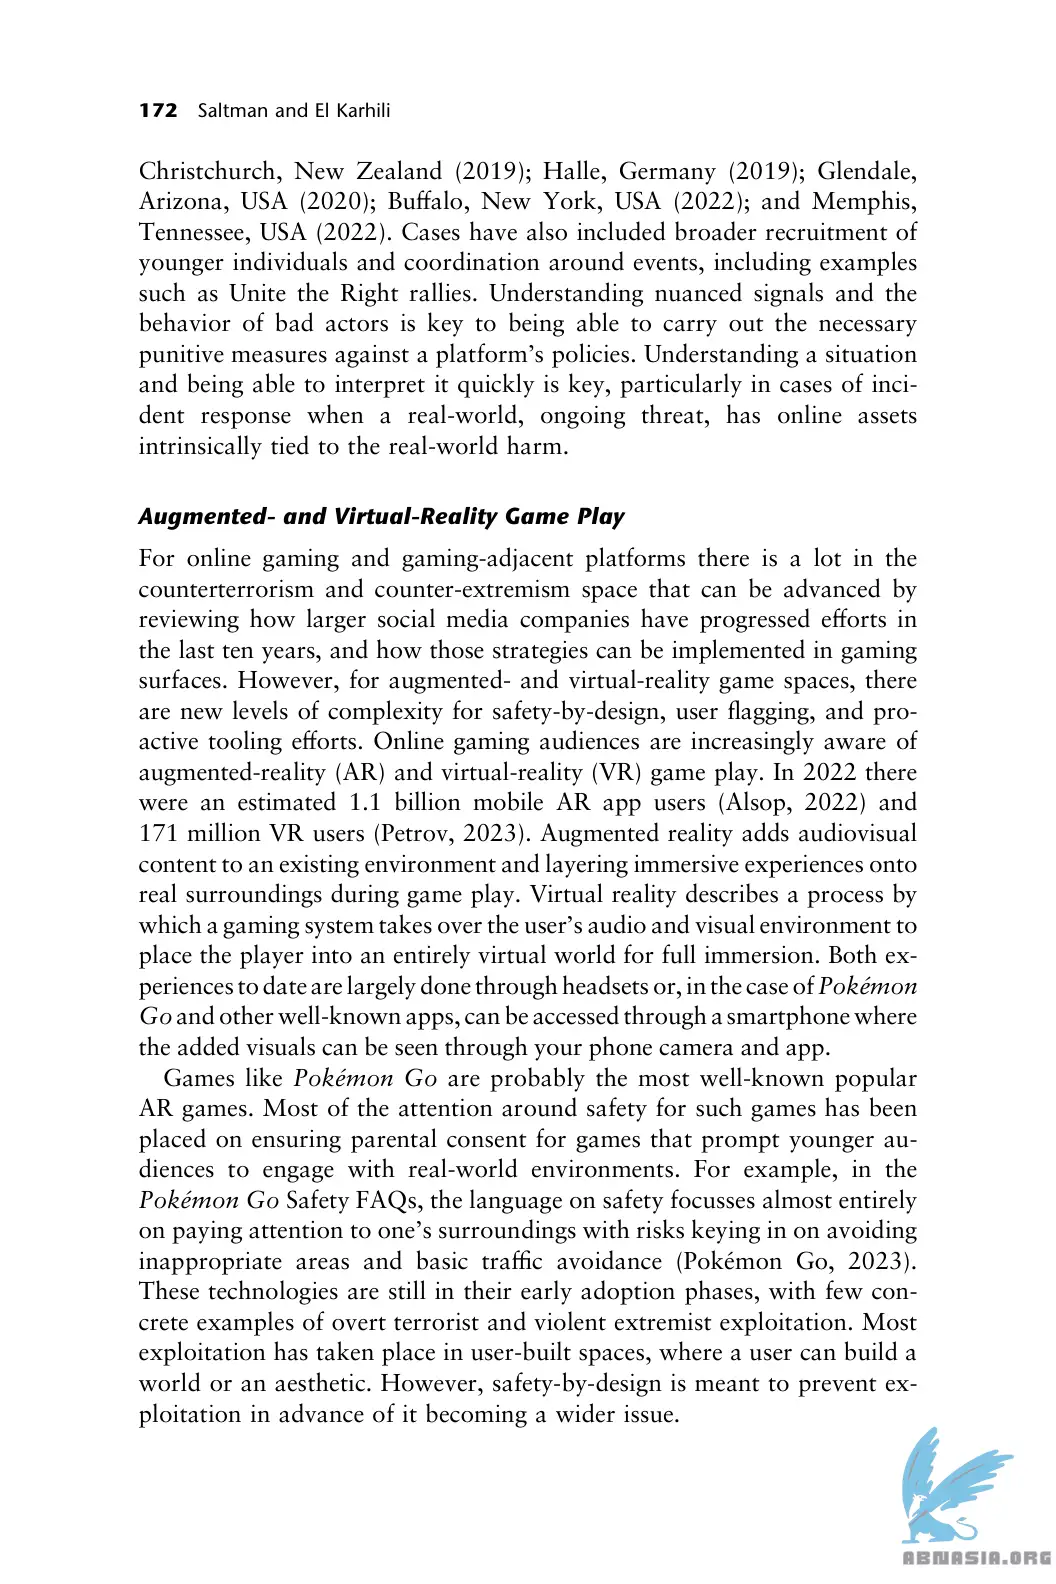 172 Saltman and El Karhili
Christchurch, New Zealand (2019); Halle, Germany (2019); Glendale,
Arizona, USA (2020); Buffalo, New York, USA (2022); and Memphis,
Tennessee, USA (2022). Cases have also included broader recruitment of
younger individuals and coordination around events, including examples
such as Unite the Right rallies. Understanding nuanced signals and the
behavior of bad actors is key to being able to carry out the necessary
punitive measures against a platform’s policies. Understanding a situation
and being able to interpret it quickly is key, particularly in cases of inci-
dent response when a real-world, ongoing threat, has online assets
intrinsically tied to the real-world harm.
Augmented- and Virtual-Reality Game Play
For online gaming and gaming-adjacent platforms there is a lot in the
counterterrorism and counter-extremism space that can be advanced by
reviewing how larger social media companies have progressed efforts in
the last ten years, and how those strategies can be implemented in gaming
surfaces. However, for augmented- and virtual-reality game spaces, there
are new levels of complexity for safety-by-design, user flagging, and pro-
active tooling efforts. Online gaming audiences are increasingly aware of
augmented-reality (AR) and virtual-reality (VR) game play. In 2022 there
were an estimated 1.1 billion mobile AR app users (Alsop, 2022) and
171 million VR users (Petrov, 2023). Augmented reality adds audiovisual
content to an existing environment and layering immersive experiences onto
real surroundings during game play. Virtual reality describes a process by
which a gaming system takes over the user’s audio and visual environment to
place the player into an entirely virtual world for full immersion. Both ex-
periences to date are largely done through headsets or, in the case of Pokémon
Go and other well-known apps, can be accessed through a smartphone where
the added visuals can be seen through your phone camera and app.
Games like Pokémon Go are probably the most well-known popular
AR games. Most of the attention around safety for such games has been
placed on ensuring parental consent for games that prompt younger au-
diences to engage with real-world environments. For example, in the
Pokémon Go Safety FAQs, the language on safety focusses almost entirely
on paying attention to one’s surroundings with risks keying in on avoiding
inappropriate areas and basic traffic avoidance (Pokémon Go, 2023).
These technologies are still in their early adoption phases, with few con-
crete examples of overt terrorist and violent extremist exploitation. Most
exploitation has taken place in user-built spaces, where a user can build a
world or an aesthetic. However, safety-by-design is meant to prevent ex-
ploitation in advance of it becoming a wider issue.
ABNASIA.ORG